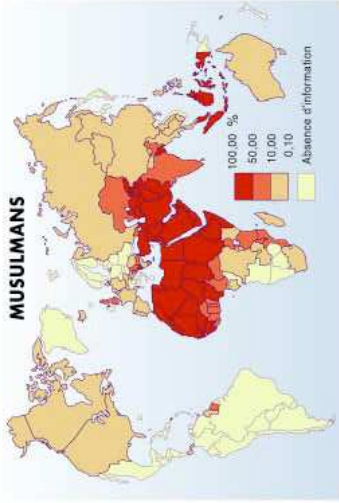 MUSULMANS
100,00 %
50,00
10,00
0,10
Absence d'information